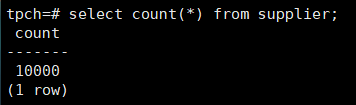 tpch=# select count(*) from supplier;
 count
-------
 10000
(1 row)